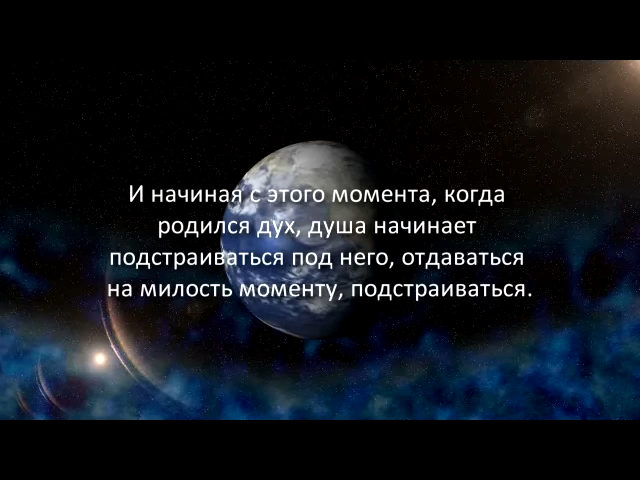 И начиная с этого момента, когда
родился дух, душа начинает
подстраиваться под него, отдаваться
на милость моменту, подстраиваться.